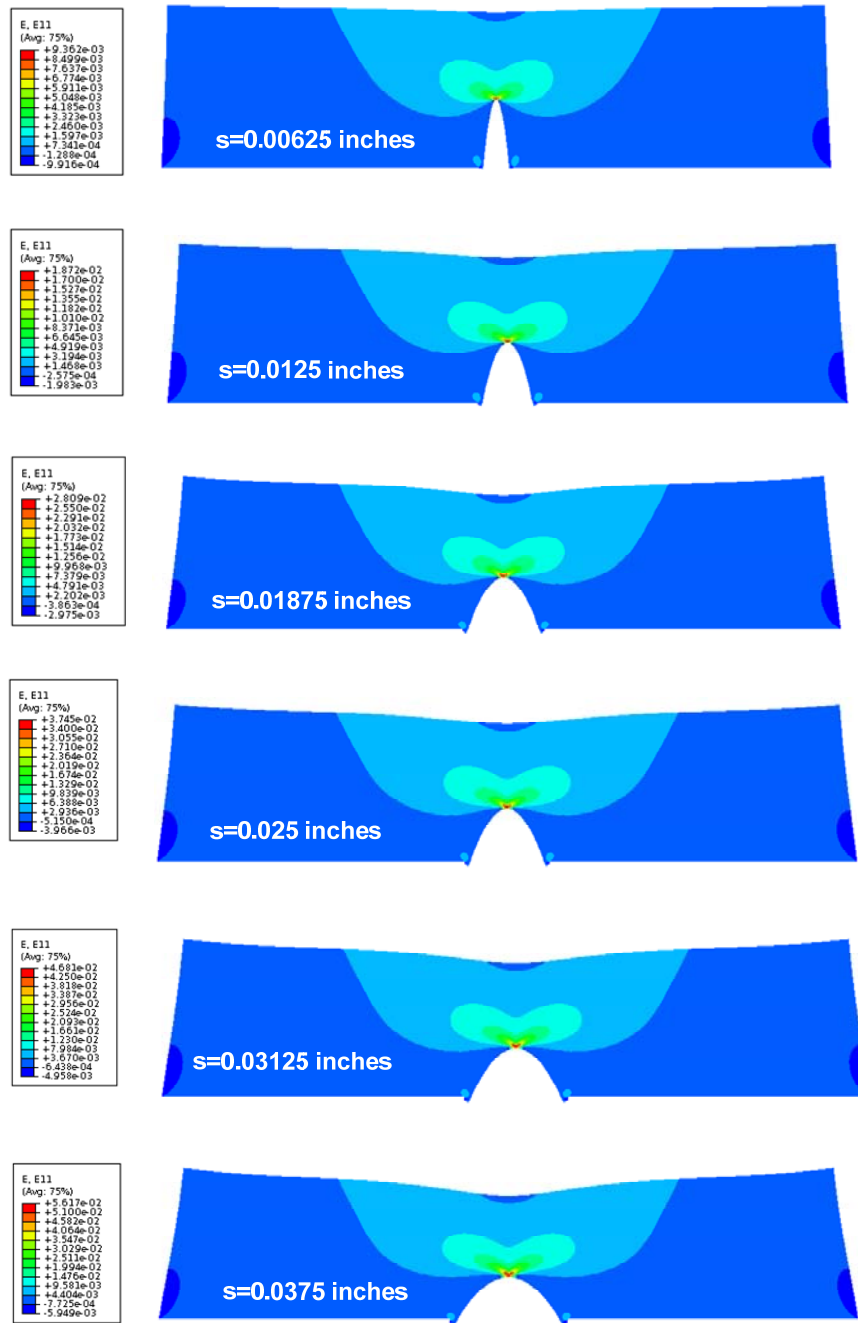 E, E11
(Avg: 75%)
+9.362e-03
+8.499e-03
+7.637e-03
+6.774e-03
+5.911e-03
+5.048e-03
+4.185e-03
+3.323e-03
+2.460e-03
+1.597e-03
+7.341e-04
-1.288e-04
-9.916e-04
s=0.00625 inches
E, E11
(Avg: 75%)
+1.872e-02
+1.700e-02
+1.527e-02
+1.355e-02
+1.182e-02
+1.010e-02
+8.371e-03
+6.645e-03
+4.919e-03
+3.194e-03
+1.468e-03
-2.575e-04
-1.983e-03
s=0.0125 inches
E, E11
(Avg: 75%)
+2.809e-02
+2.550e-02
+2.291e-02
+2.032e-02
+1.773e-02
+1.514e-02
+1.256e-02
+9.968e-03
+7.379e-03
+4.791e-03
+2.202e-03
-3.863e-04
-2.975e-03
s=0.01875 inches
E, E11
(Avg: 75%)
+3.745e-02
+3.400e-02
+3.055e-02
+2.710e-02
+2.364e-02
+2.019e-02
+1.674e-02
+1.329e-02
+9.839e-03
+6.388e-03
+2.936e-03
-5.150e-04
-3.966e-03
s=0.025 inches
E, E11
(Avg: 75%)
+4.681e-02
+4.250e-02
+3.818e-02
+3.387e-02
+2.956e-02
+2.524e-02
+2.093e-02
+1.661e-02
+1.230e-02
+7.984e-03
+3.670e-03
-6.438e-04
-4.958e-03
s=0.03125 inches
E, E11
(Avg: 75%)
+5.617e-02
+5.100e-02
+4.582e-02
+4.064e-02
+3.547e-02
+3.029e-02
+2.511e-02
+1.994e-02
+1.476e-02
+9.581e-03
+4.404e-03
-7.725e-04
-5.949e-03
s=0.0375 inches